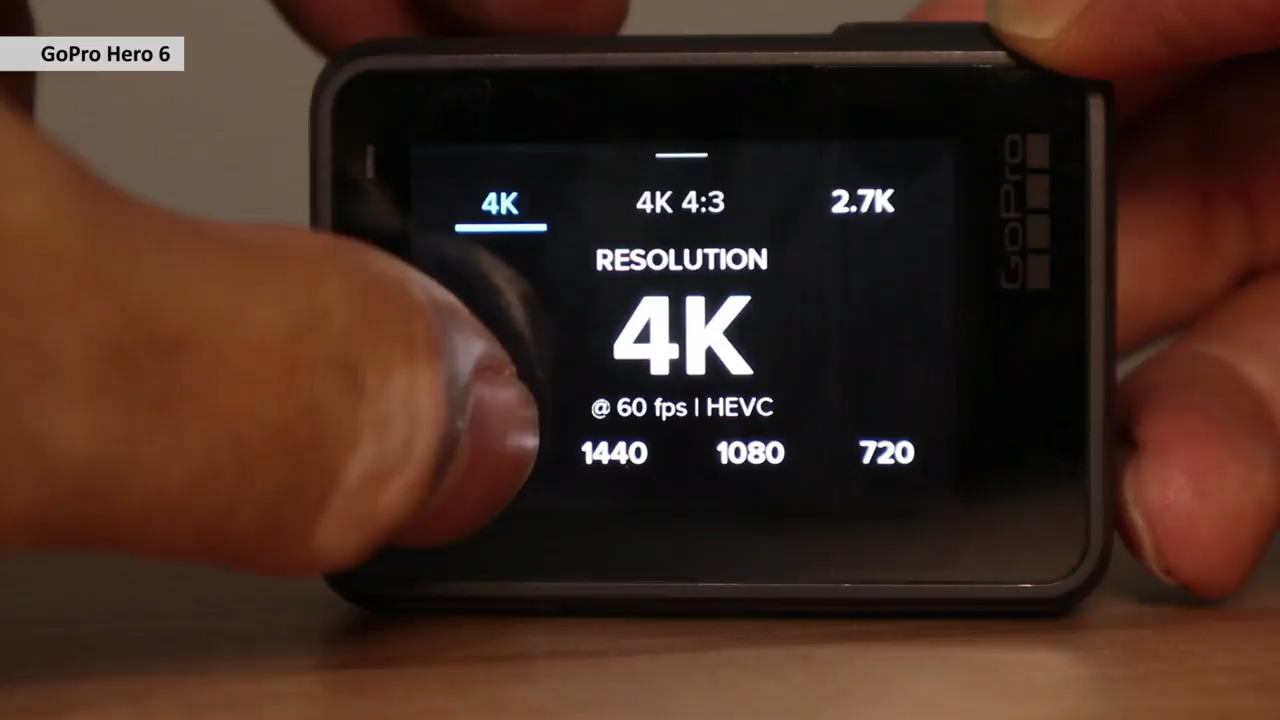 GoPro Hero 6
4K 4K 4:3 2.7K
RESOLUTION
4K
@ 60 fps | HEVC
1440 1080 720
GoPro